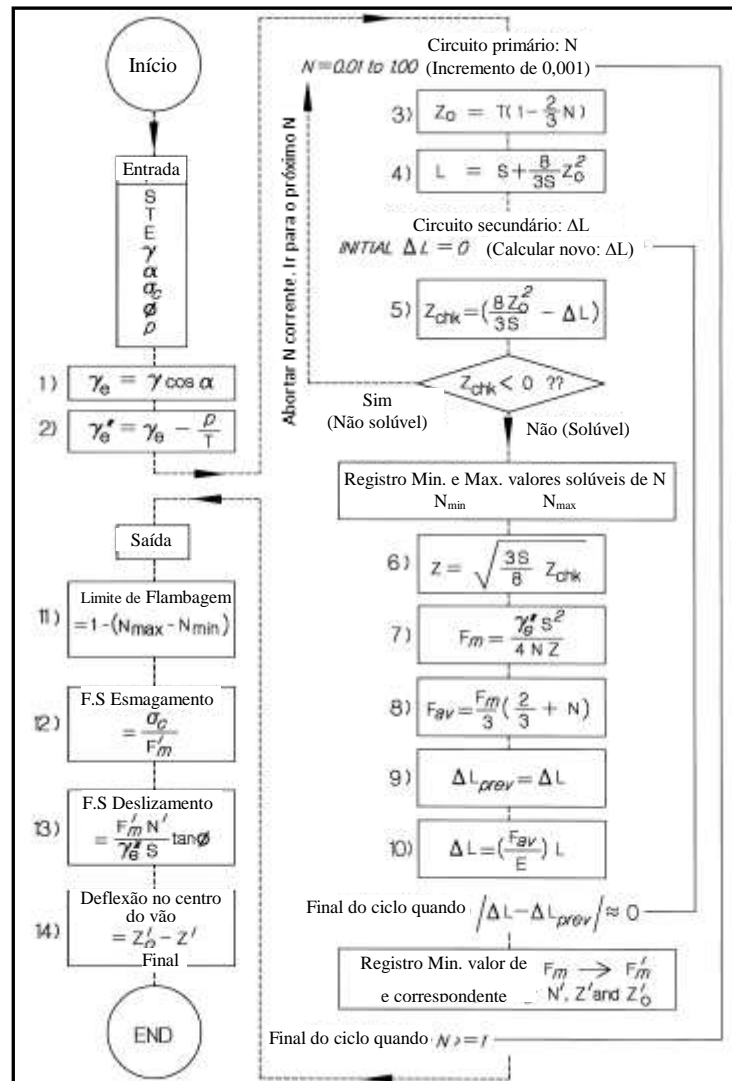 Início
Entrada
S
T
E
γ
α
σc
ø
ρ
1) γe = γ cos α
2) γe* = γe − ρ/T
Circuito primário: N
N = 0.01 to 1.00 (Incremento de 0,001)
3) Zo = T(1 − 2/3 N)
4) L = S + 8/3S Zo²
Circuito secundário: ΔL
INITIAL ΔL = 0 (Calcular novo: ΔL)
5) Zchk = (8Zo²/3S − ΔL)
Zchk < 0 ??
Sim
(Não solúvel)
Não (Solúvel)
Abortar N corrente. Ir para o próximo N
Registro Min. e Max. valores solúveis de N
Nmin Nmax
6) Z = √(3S/8 Zchk)
7) Fm = γe* S² / 4 N Z
8) Fav = Fm/3 (2/3 + N)
9) ΔLprev = ΔL
10) ΔL = (Fav/E) L
Final do ciclo quando /ΔL − ΔLprev/ ≈ 0
Registro Min. valor de Fm → F'm
e correspondente N', Z' and Z'o
Final do ciclo quando N >= 1
Saída
11) Limite de Flambagem
= 1 − (Nmax − Nmin)
12) F.S Esmagamento
= σc / F'm
13) F.S Deslizamento
= F'm N' / γe* S tanø
14) Deflexão no centro
do vão
= Z'o − Z'
Final
END